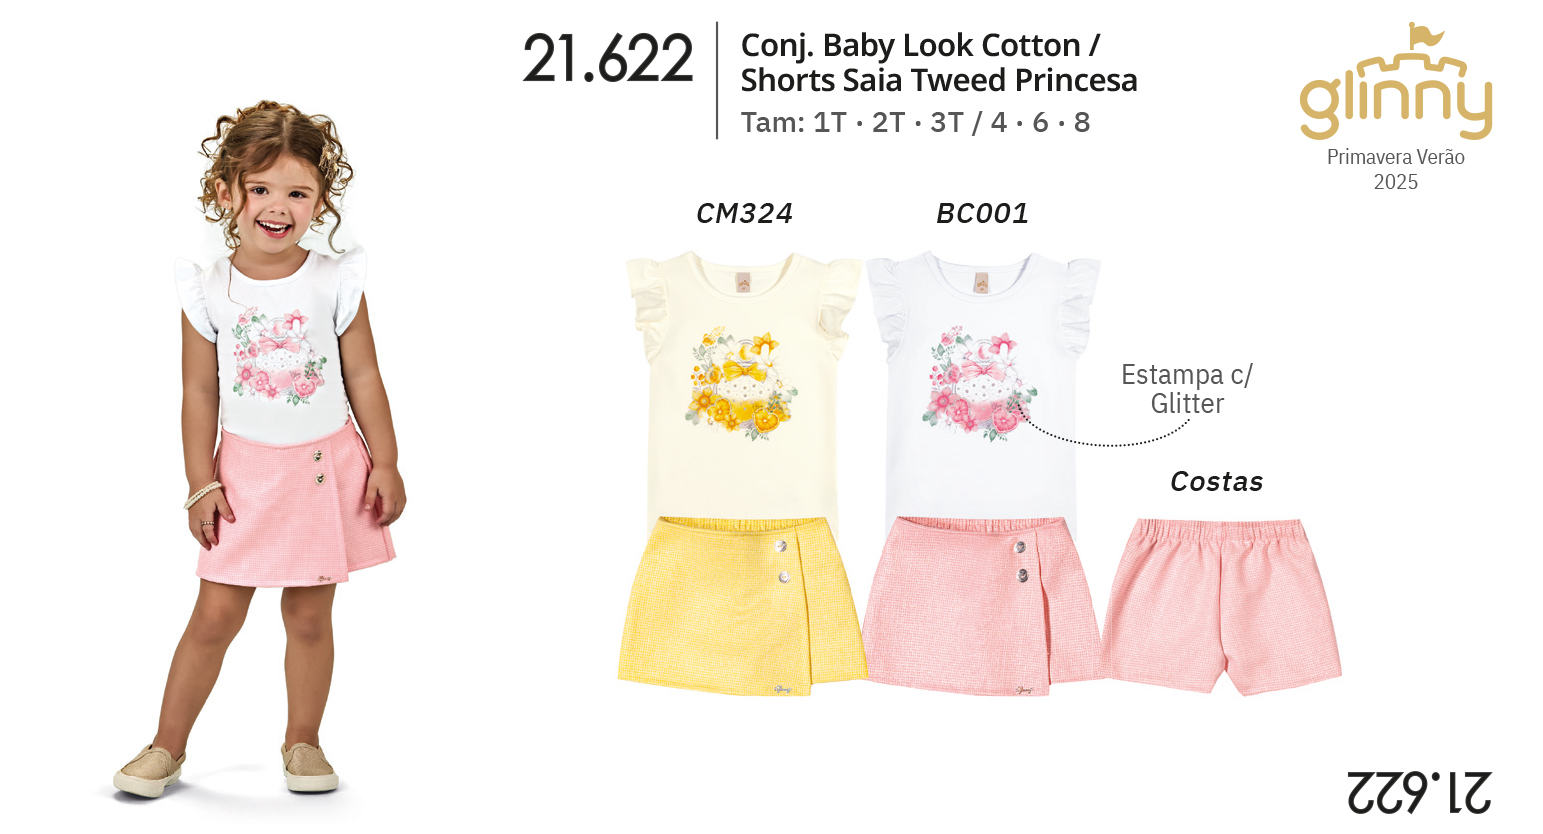 21.622
Conj. Baby Look Cotton /
Shorts Saia Tweed Princesa
Tam: 1T · 2T · 3T / 4 · 6 · 8
glinny
Primavera Verão
2025
CM324
BC001
Estampa c/
Glitter
Costas
21.622